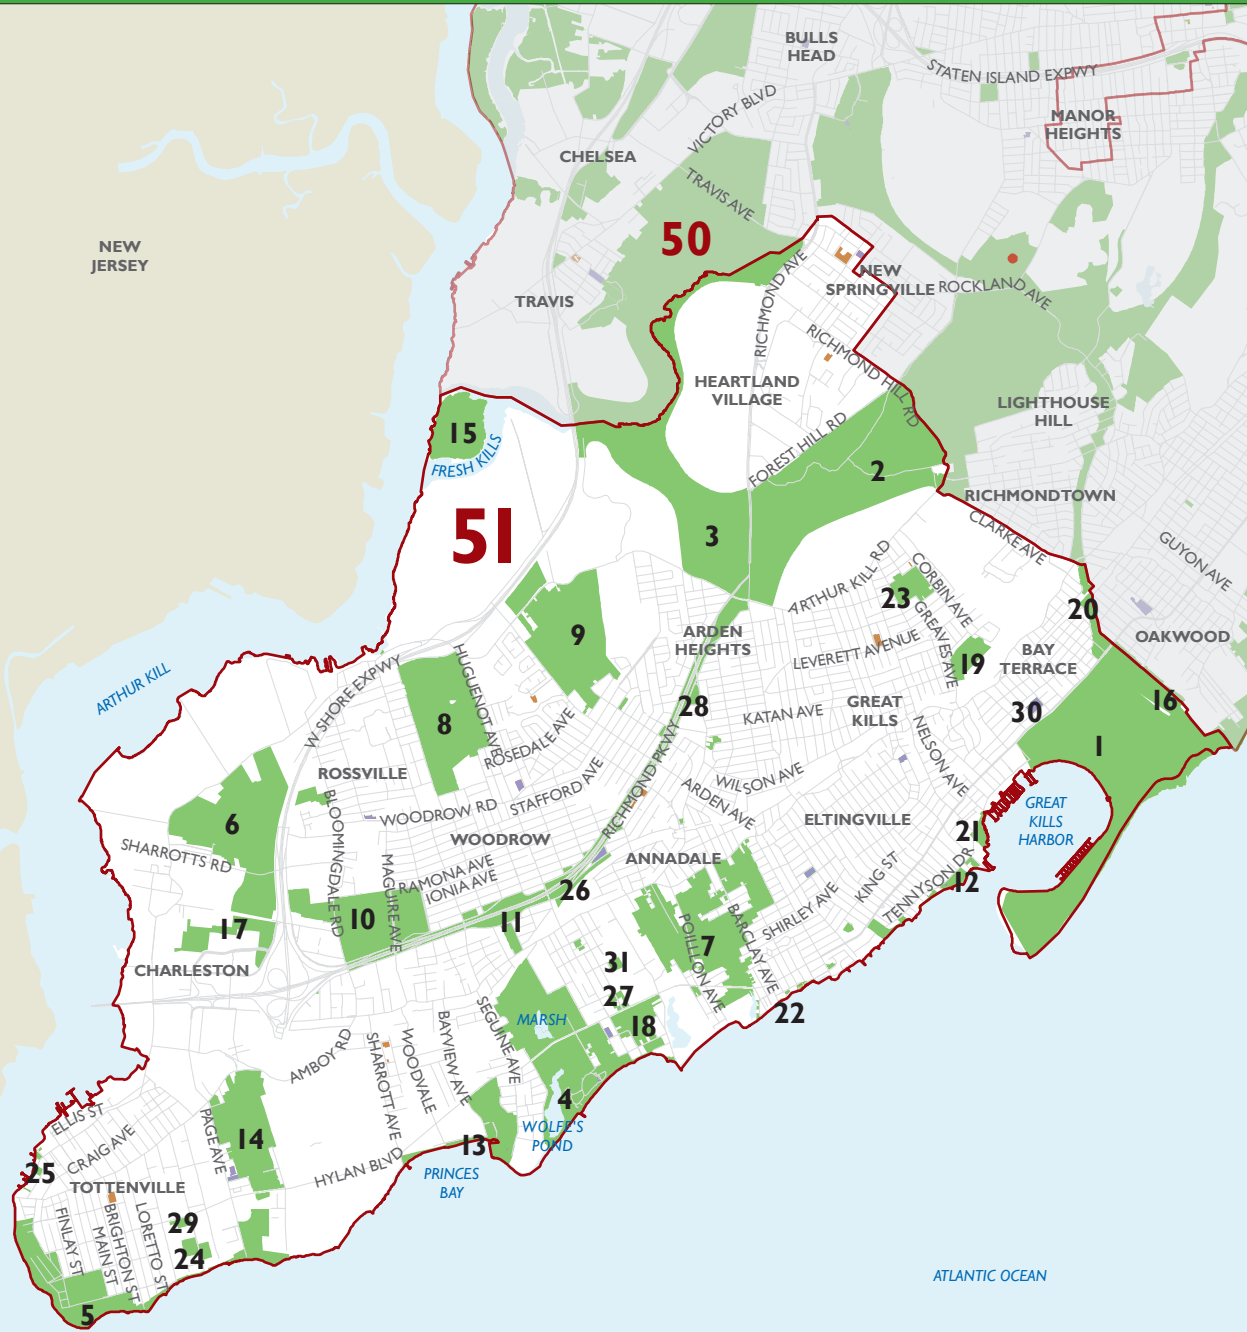 BULLS
HEAD
STATEN ISLAND EXPWY
VICTORY BLVD
MANOR
HEIGHTS
CHELSEA
TRAVIS AVE
50
NEW
JERSEY
NEW
SPRINGVILLE
ROCKLAND AVE
TRAVIS
RICHMOND AVE
RICHMOND HILL RD
HEARTLAND
VILLAGE
LIGHTHOUSE
HILL
15
FRESH KILLS
FOREST HILL RD
2
RICHMONDTOWN
51
3
CLARKE AVE
GUYON AVE
ARTHUR KILL RD
CORBIN AVE
23
20
9
ARDEN
HEIGHTS
GREAVES AVE
LEVERETT AVENUE
19
BAY
TERRACE
OAKWOOD
ARTHUR KILL
W SHORE EXPWY
HUGUENOT AVE
8
ROSEDALE AVE
28
KATAN AVE
GREAT
KILLS
30
16
1
NELSON AVE
ROSSVILLE
BLOOMINGDALE RD
WOODROW RD
STAFFORD AVE
RICHMOND PKWY
WILSON AVE
ARDEN AVE
GREAT
KILLS
HARBOR
6
SHARROTTS RD
WOODROW
ELTINGVILLE
21
MAGUIRE AVE
RAMONA AVE
IONIA AVE
ANNADALE
26
KING ST
TENNYSON DR
12
17
10
11
SHIRLEY AVE
BARCLAY AVE
POILLON AVE
7
CHARLESTON
31
27
18
22
SEGUINE AVE
MARSH
AMBOY RD
SHARROTT AVE
WOODVALE
BAYVIEW AVE
4
WOLFE'S
POND
ELLIS ST
CRAIG AVE
PAGE AVE
14
13
HYLAN BLVD
PRINCES
BAY
25
TOTTENVILLE
FINLAY ST
MAIN ST
BRIGHTON ST
LORETTO ST
29
24
5
ATLANTIC OCEAN